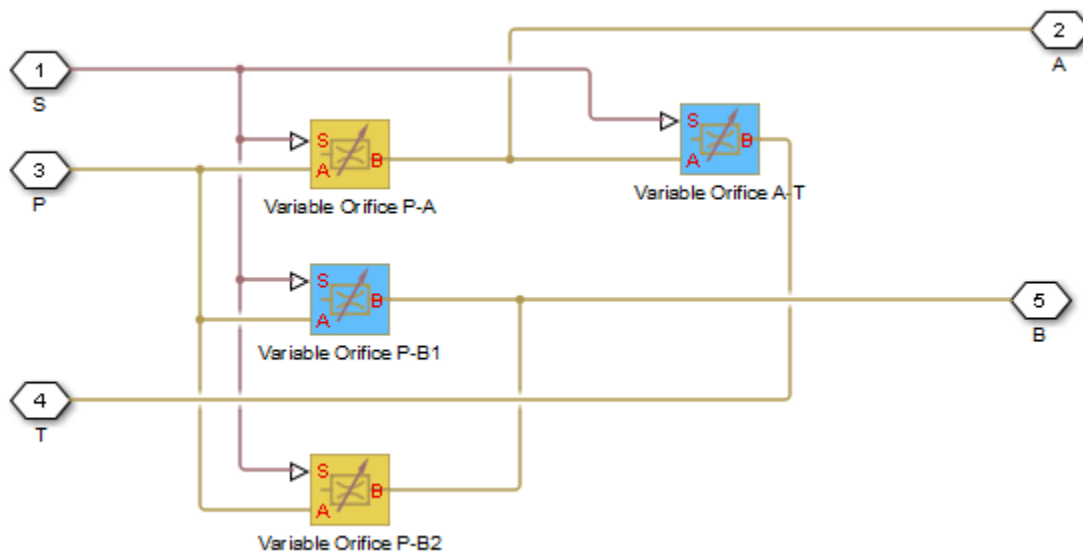 2
A
1
S
S
A
B
Variable Orifice P-A
S
A
B
Variable Orifice A-T
3
P
S
A
B
Variable Orifice P-B1
5
B
4
T
S
A
B
Variable Orifice P-B2